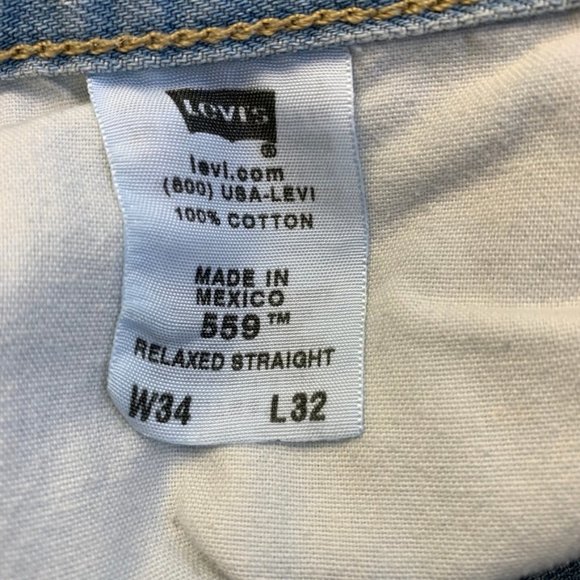 LEVI'S
®
levi.com
(800) USA-LEVI
100% COTTON
MADE IN
MEXICO
559™
RELAXED STRAIGHT
W34 L32